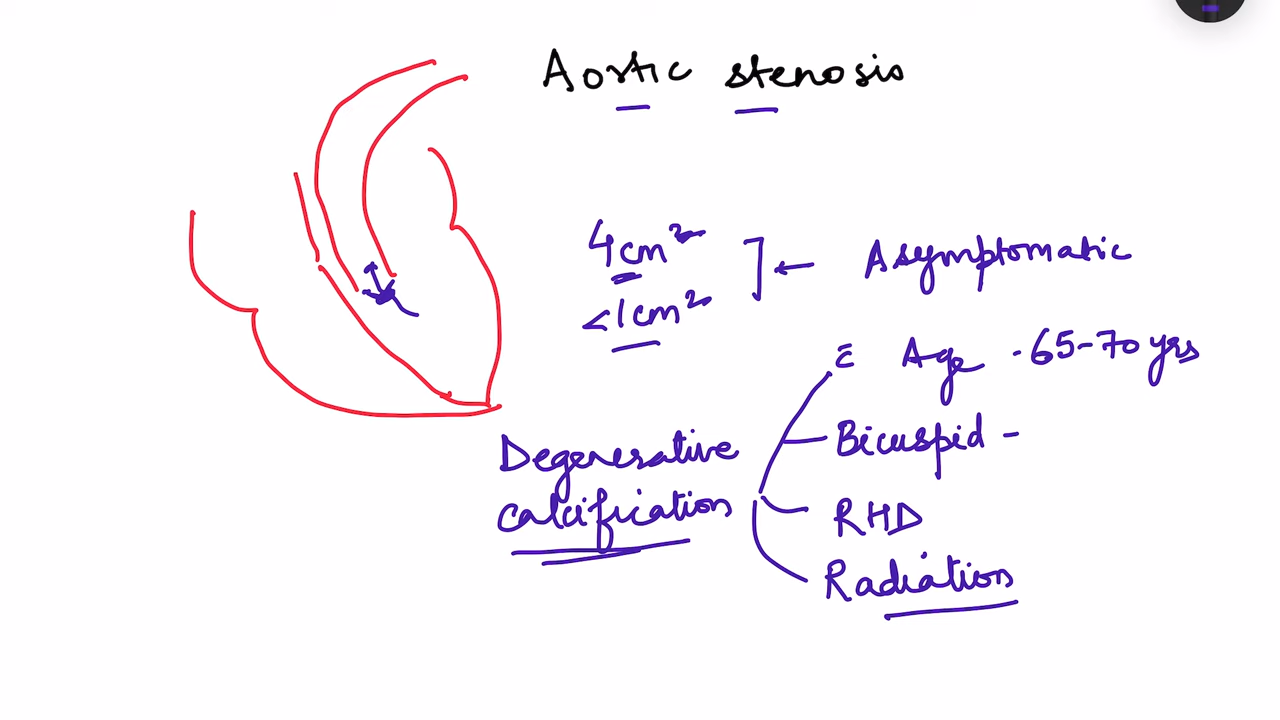 Aortic stenosis
4cm²
<1cm²
Asymptomatic
c̄ Age - 65-70 yrs
Degenerative
calcification
Bicuspid -
RHD
Radiation